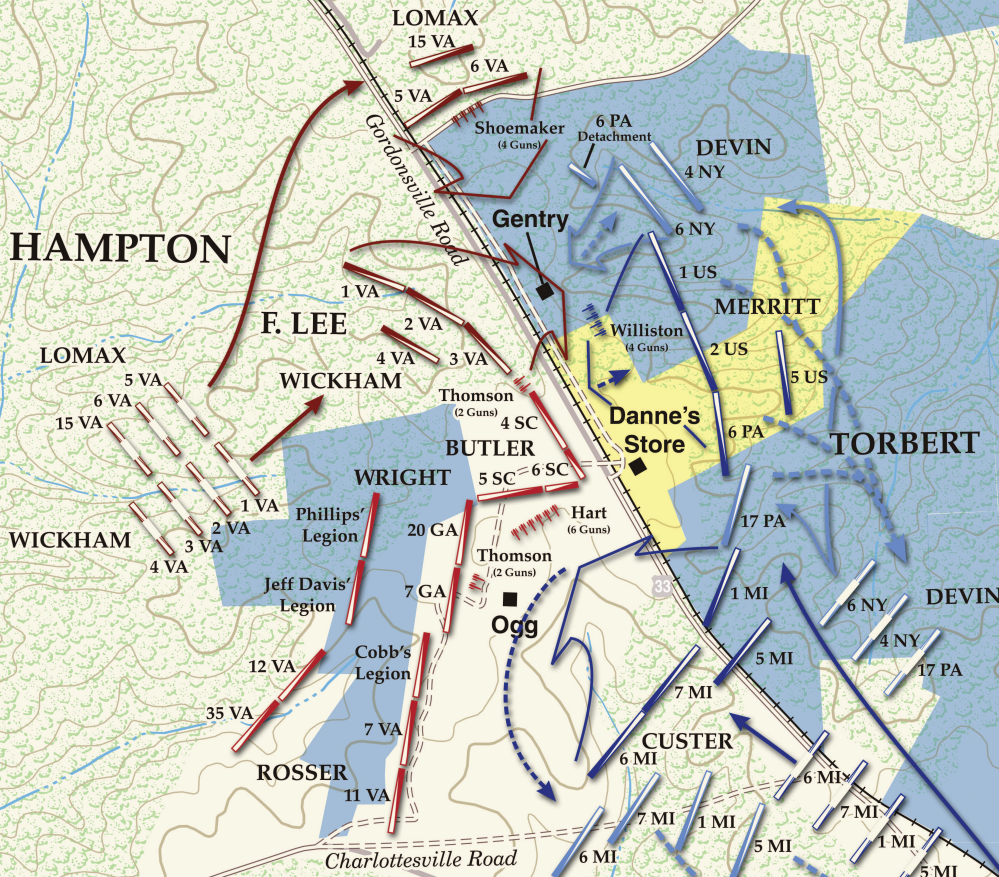 LOMAX
15 VA
6 VA
5 VA
Shoemaker
(4 Guns)
6 PA
Detachment
DEVIN
4 NY
Gordonsville Road
Gentry
6 NY
HAMPTON
1 US
1 VA
MERRITT
F. LEE
2 VA
Williston
(4 Guns)
2 US
LOMAX
4 VA
3 VA
5 US
5 VA
WICKHAM
6 VA
Thomson
(2 Guns)
15 VA
4 SC
Danne's
Store
6 PA
BUTLER
TORBERT
6 SC
WRIGHT
5 SC
1 VA
Phillips'
Legion
Hart
(6 Guns)
17 PA
2 VA
20 GA
WICKHAM
3 VA
Thomson
(2 Guns)
4 VA
Jeff Davis'
Legion
7 GA
33
1 MI
6 NY
DEVIN
Ogg
4 NY
Cobb's
Legion
5 MI
12 VA
17 PA
7 MI
35 VA
7 VA
CUSTER
6 MI
ROSSER
6 MI
11 VA
7 MI
7 MI
1 MI
1 MI
5 MI
Charlottesville Road
6 MI
5 MI